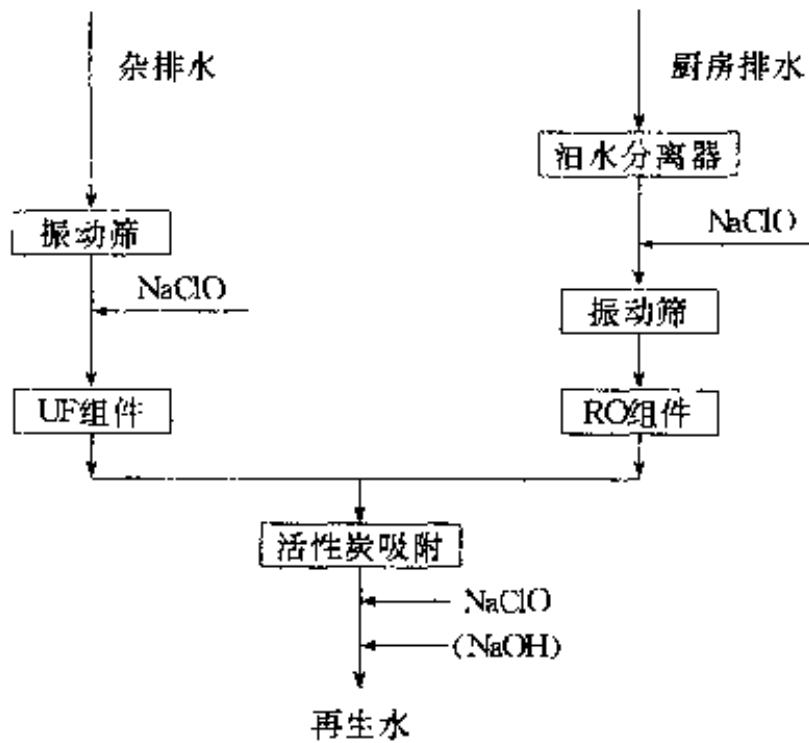 杂排水
厨房排水
油水分离器
NaClO
振动筛
NaClO
振动筛
UF组件
RO组件
活性炭吸附
NaClO
(NaOH)
再生水